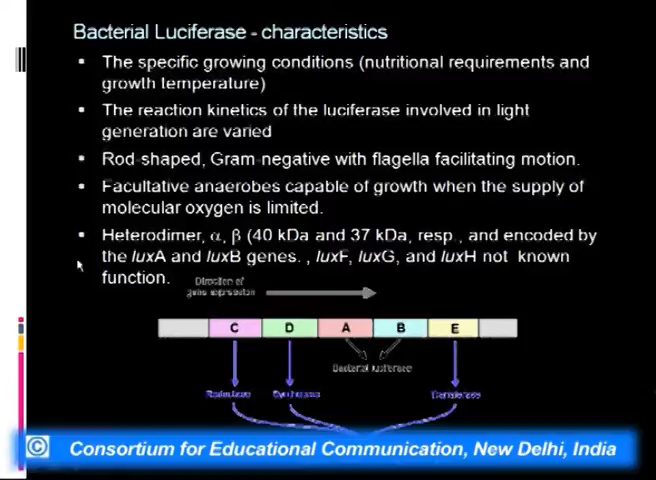 Bacterial Luciferase - characteristics
The specific growing conditions (nutritional requirements and
growth temperature)
The reaction kinetics of the luciferase involved in light
generation are varied
Rod-shaped, Gram-negative with flagella facilitating motion.
Facultative anaerobes capable of growth when the supply of
molecular oxygen is limited.
Heterodimer, α, β (40 kDa and 37 kDa, resp., and encoded by
the luxA and luxB genes. , luxF, luxG, and luxH not known
function.
Direction of
gene expression
C D A B E
Bacterial luciferase
Reductase Synthetase Transferase
© Consortium for Educational Communication, New Delhi, India